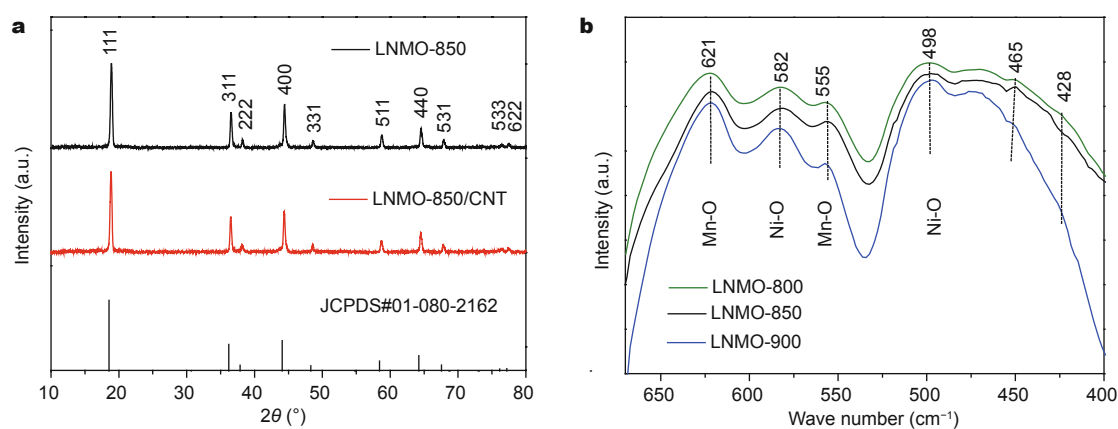 a
LNMO-850
111
311
222
400
331
511
440
531
533
622
LNMO-850/CNT
JCPDS#01-080-2162
Intensity (a.u.)
10 20 30 40 50 60 70 80
2θ (°)
b
621
582
555
498
465
428
Mn-O
Ni-O
Mn-O
Ni-O
LNMO-800
LNMO-850
LNMO-900
Intensity (a.u.)
650 600 550 500 450 400
Wave number (cm⁻¹)